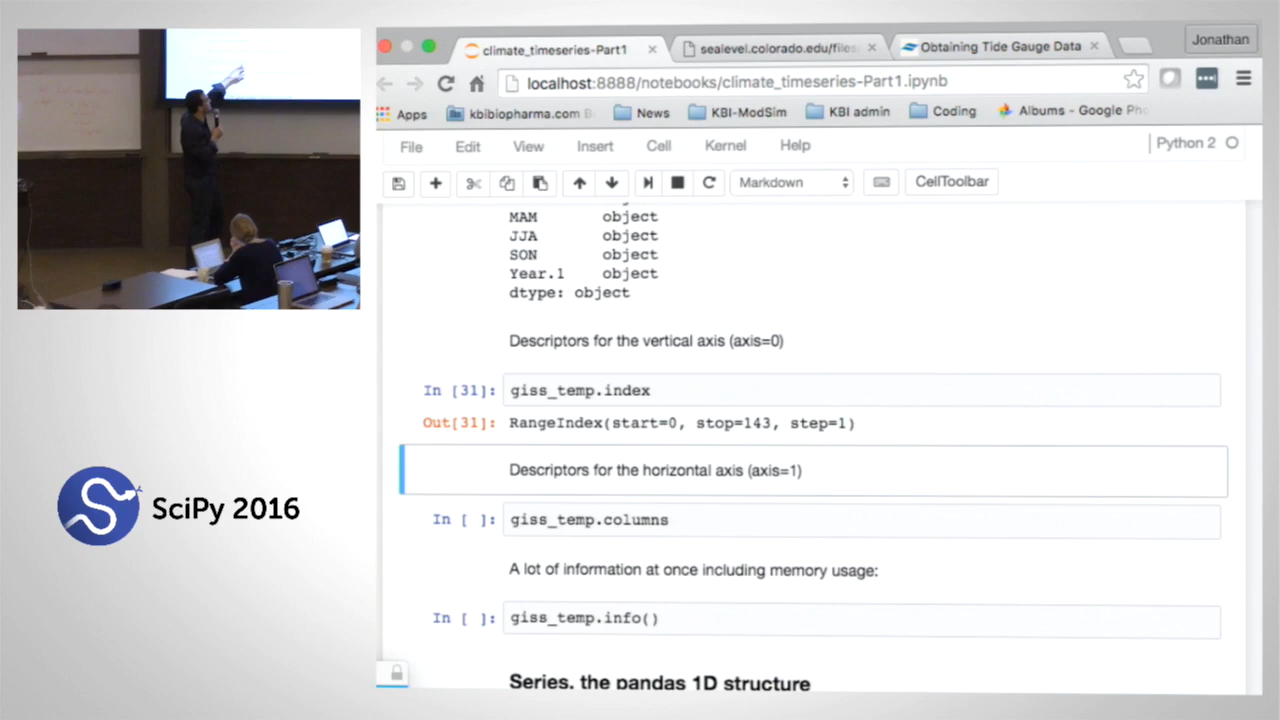 Jonathan
climate_timeseries-Part1
sealevel.colorado.edu/files
Obtaining Tide Gauge Data
localhost:8888/notebooks/climate_timeseries-Part1.ipynb
Apps
kbibiopharma.com
News
KBI-ModSim
KBI admin
Coding
Albums - Google Pho
File Edit View Insert Cell Kernel Help
Python 2
Markdown
CellToolbar
MAM object
JJA object
SON object
Year.1 object
dtype: object
Descriptors for the vertical axis (axis=0)
In [31]: giss_temp.index
Out[31]: RangeIndex(start=0, stop=143, step=1)
Descriptors for the horizontal axis (axis=1)
In [ ]: giss_temp.columns
A lot of information at once including memory usage:
In [ ]: giss_temp.info()
Series, the pandas 1D structure
S SciPy 2016